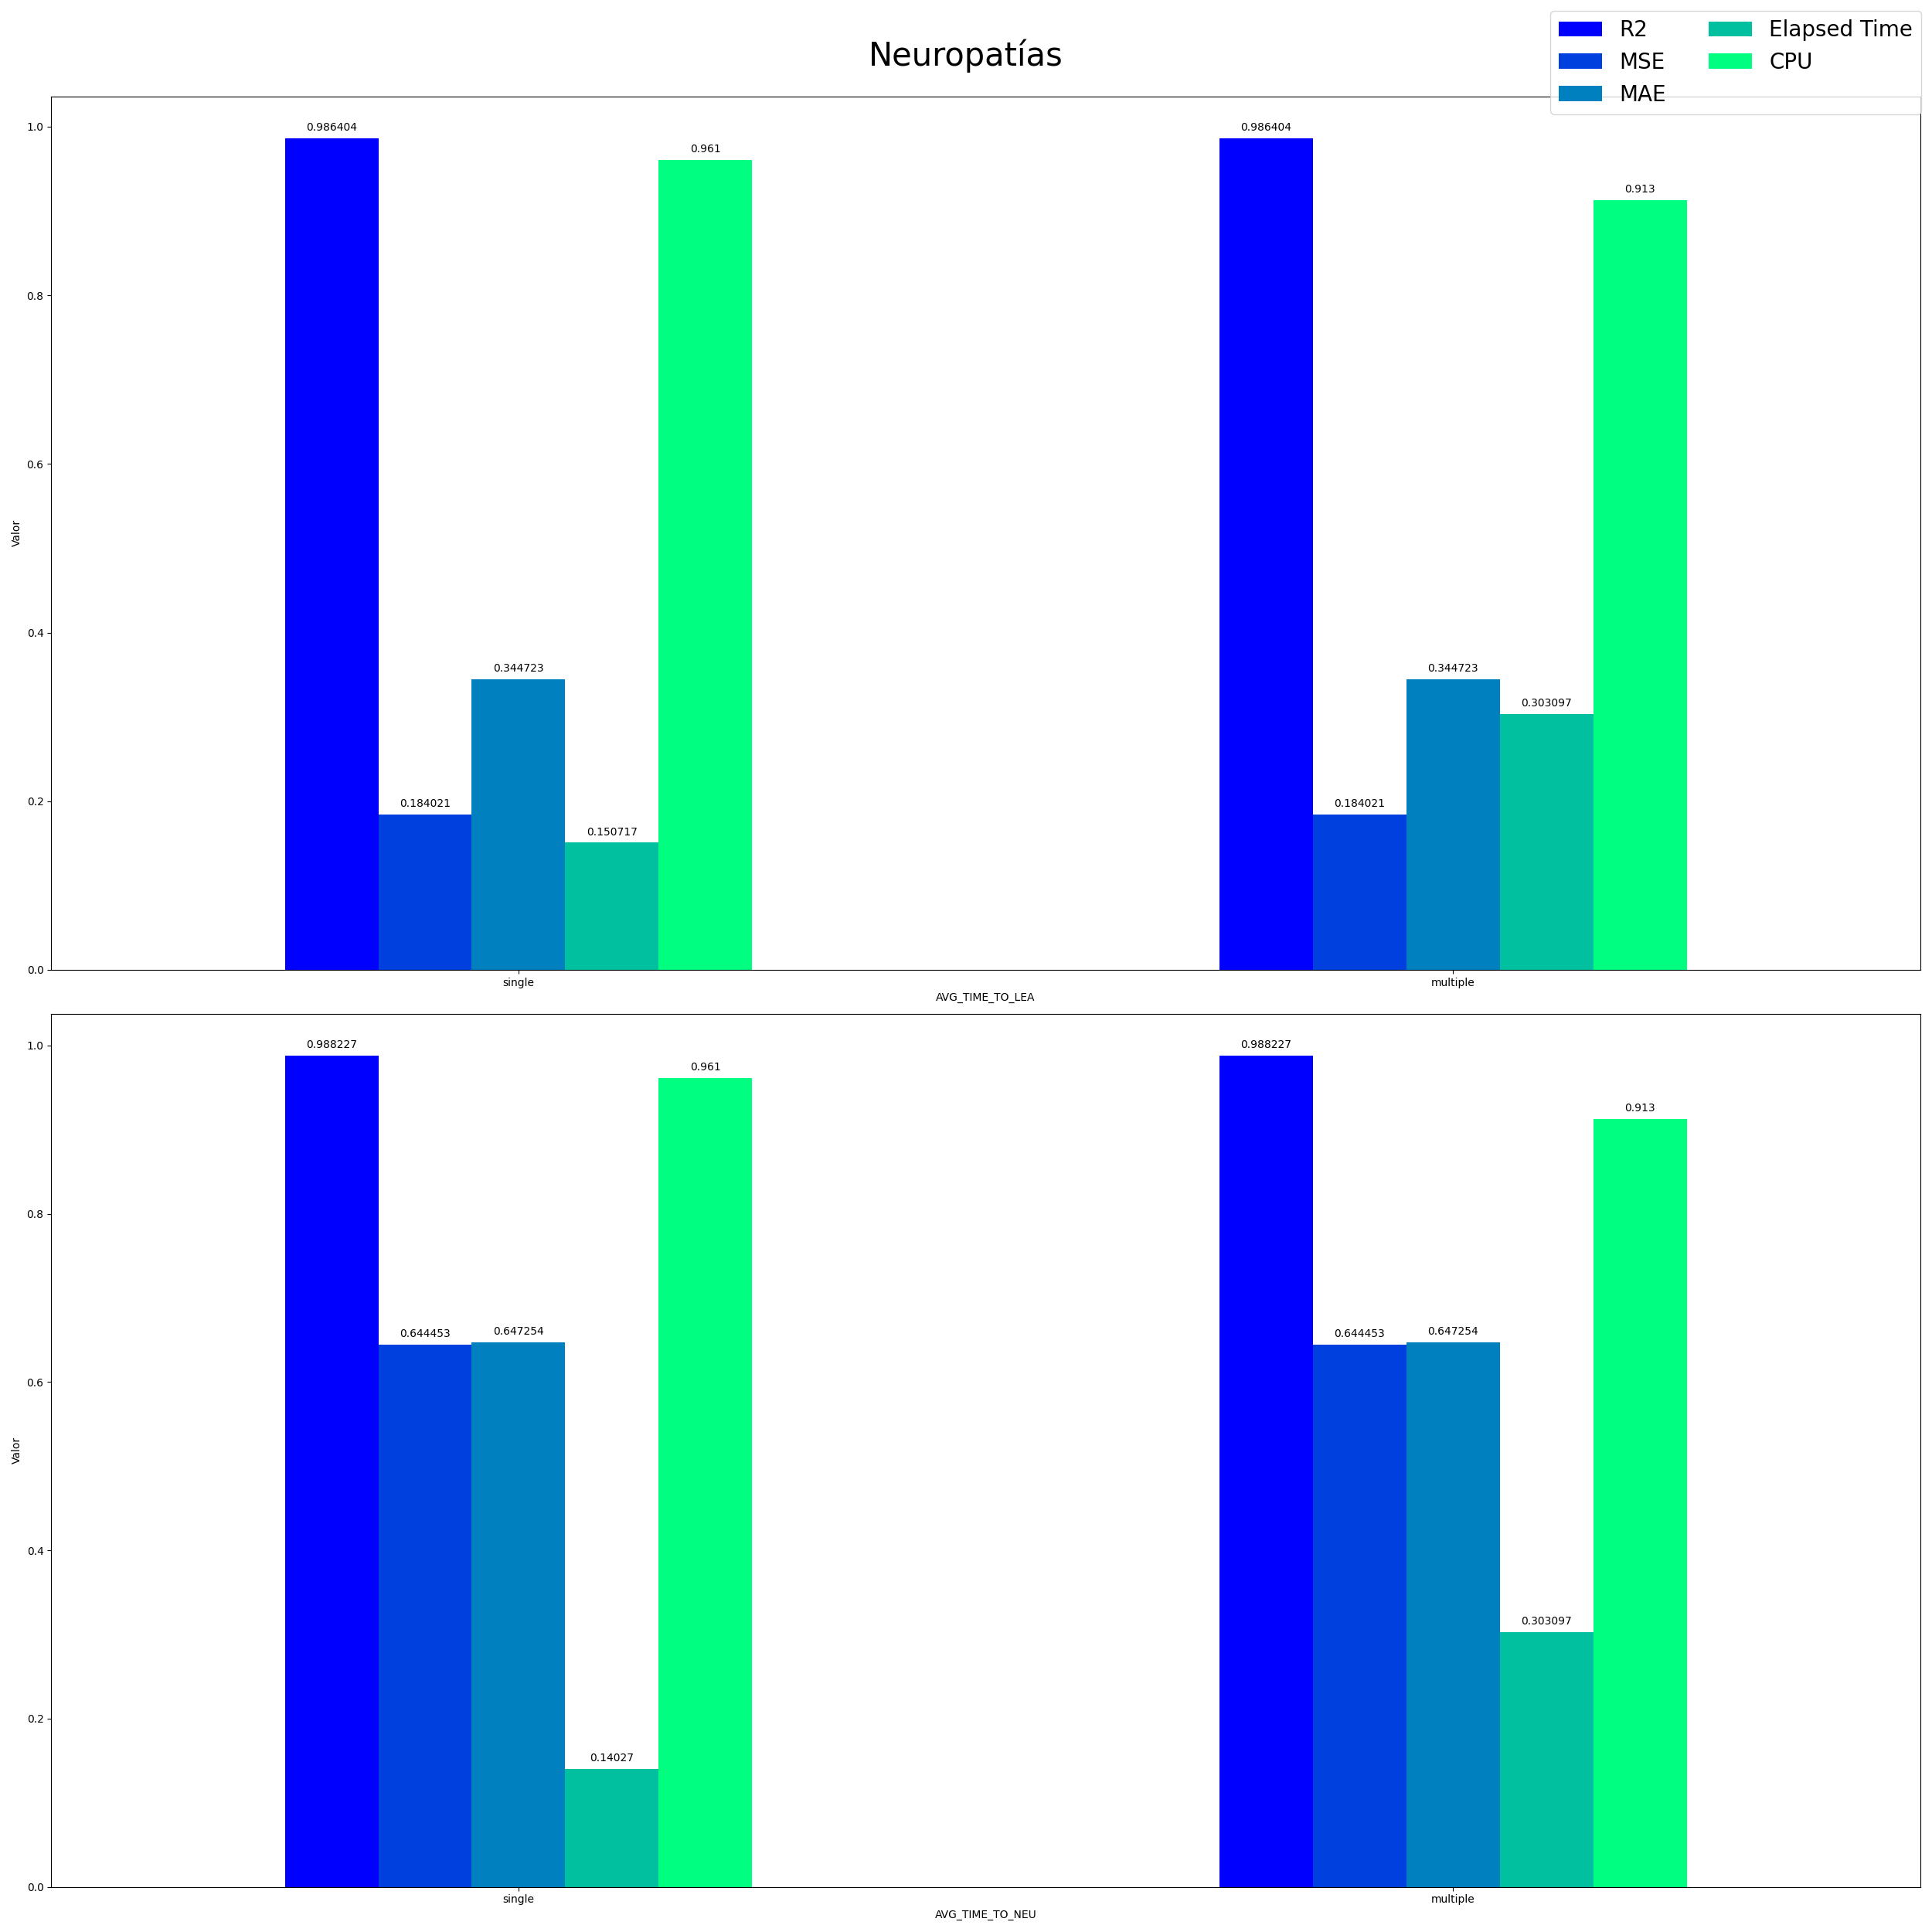 Neuropatías
R2
MSE
MAE
Elapsed Time
CPU
Valor
1.0
0.8
0.6
0.4
0.2
0.0
0.986404
0.184021
0.344723
0.150717
0.961
0.986404
0.184021
0.344723
0.303097
0.913
single
multiple
AVG_TIME_TO_LEA
Valor
1.0
0.8
0.6
0.4
0.2
0.0
0.988227
0.644453
0.647254
0.14027
0.961
0.988227
0.644453
0.647254
0.303097
0.913
single
multiple
AVG_TIME_TO_NEU